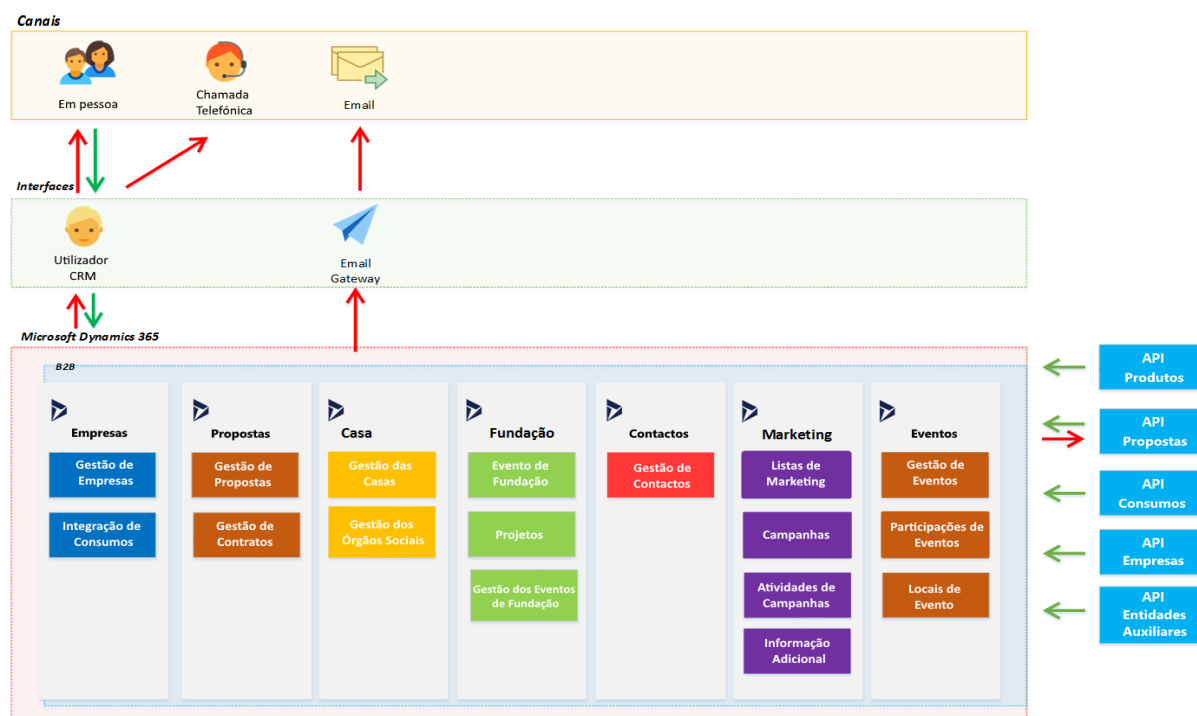 Canais
Em pessoa
Chamada
Telefónica
Email
Interfaces
Utilizador
CRM
Email
Gateway
Microsoft Dynamics 365
B2B
Empresas
Gestão de
Empresas
Integração de
Consumos
Propostas
Gestão de
Propostas
Gestão de
Contratos
Casa
Gestão das
Casas
Gestão dos
Órgãos Sociais
Fundação
Evento de
Fundação
Projetos
Gestão dos Eventos
de Fundação
Contactos
Gestão de
Contactos
Marketing
Listas de
Marketing
Campanhas
Atividades de
Campanhas
Informação
Adicional
Eventos
Gestão de
Eventos
Participações de
Eventos
Locais de
Evento
API
Produtos
API
Propostas
API
Consumos
API
Empresas
API
Entidades
Auxiliares